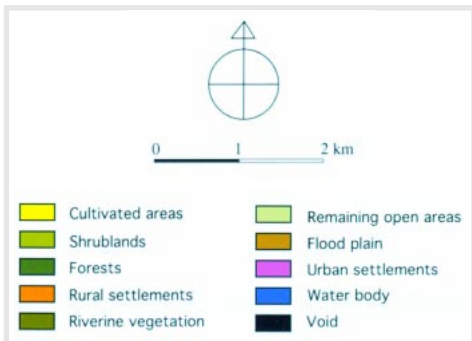 0 1 2 km
Cultivated areas
Shrublands
Forests
Rural settlements
Riverine vegetation
Remaining open areas
Flood plain
Urban settlements
Water body
Void